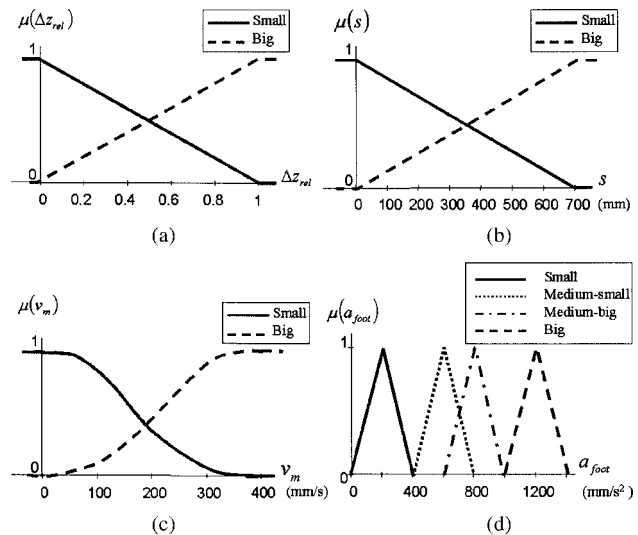 μ(Δz_rel)
Small
Big
1
0
0 0.2 0.4 0.6 0.8 1
Δz_rel
(a)
μ(s)
Small
Big
1
0
0 100 200 300 400 500 600 700 (mm)
s
(b)
μ(v_m)
Small
Big
1
0
0 100 200 300 400 (mm/s)
v_m
(c)
Small
Medium-small
Medium-big
Big
μ(a_foot)
1
0
0 400 800 1200 (mm/s²)
a_foot
(d)